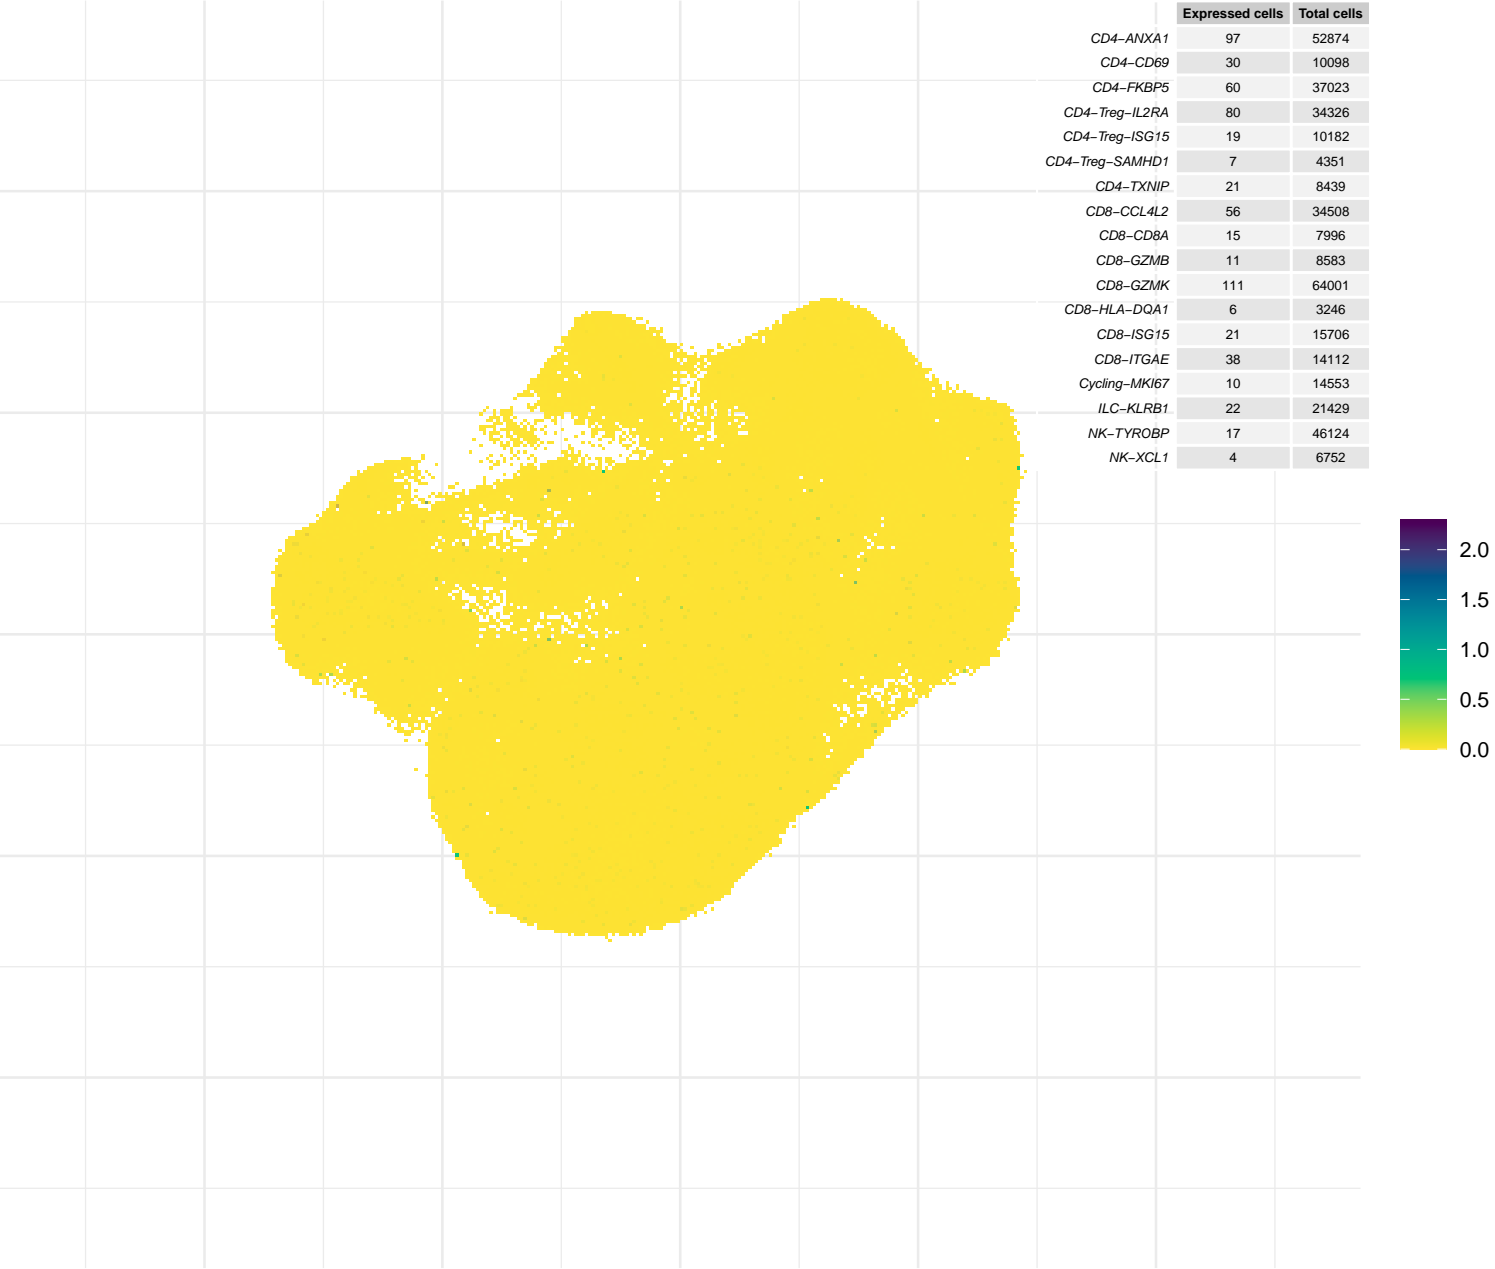 Expressed cells Total cells
CD4−ANXA1 97 52874
CD4−CD69 30 10098
CD4−FKBP5 60 37023
CD4−Treg−IL2RA 80 34326
CD4−Treg−ISG15 19 10182
CD4−Treg−SAMHD1 7 4351
CD4−TXNIP 21 8439
CD8−CCL4L2 56 34508
CD8−CD8A 15 7996
CD8−GZMB 11 8583
CD8−GZMK 111 64001
CD8−HLA−DQA1 6 3246
CD8−ISG15 21 15706
CD8−ITGAE 38 14112
Cycling−MKI67 10 14553
ILC−KLRB1 22 21429
NK−TYROBP 17 46124
NK−XCL1 4 6752
2.0
1.5
1.0
0.5
0.0